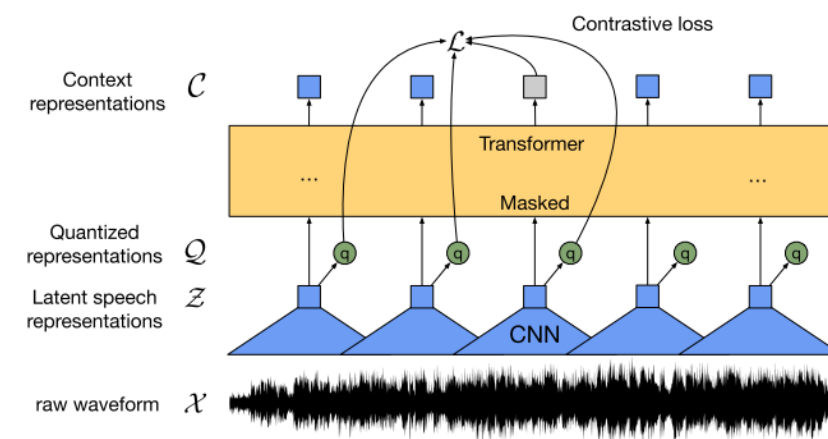 Contrastive loss
ℒ
Context
representations 𝒞
Transformer
... ...
Masked
Quantized
representations 𝒬
q q q q q
Latent speech
representations 𝒵
CNN
raw waveform 𝒳